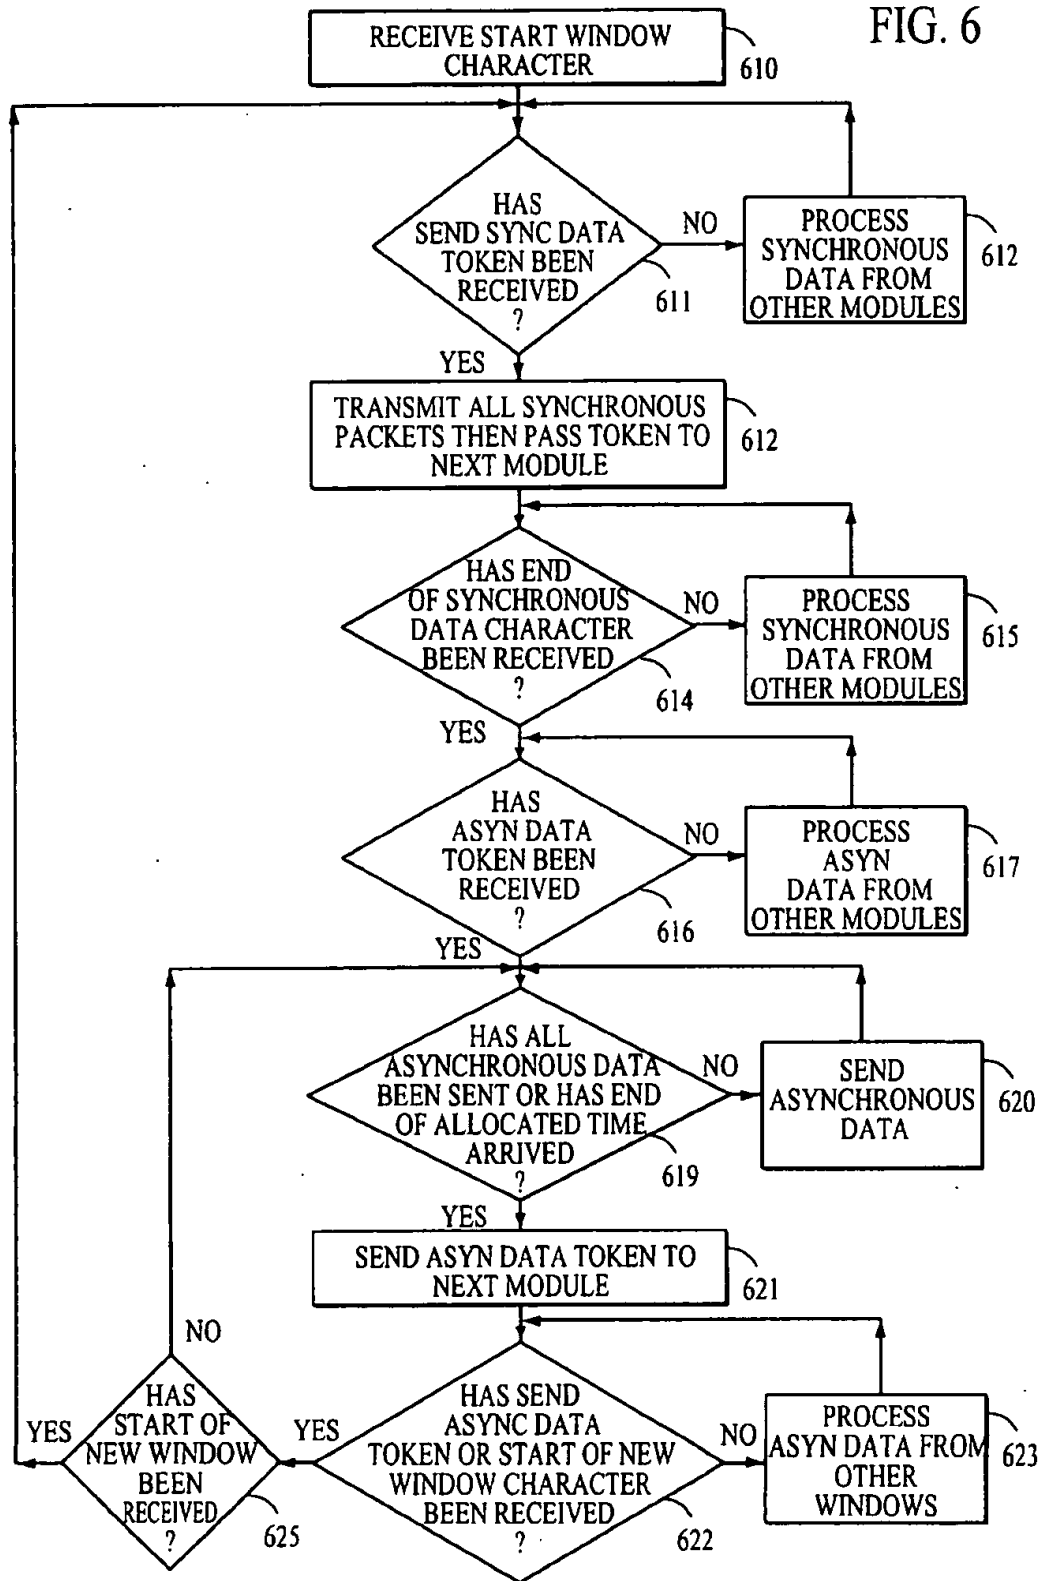 FIG. 6
RECEIVE START WINDOW
CHARACTER
610
HAS
SEND SYNC DATA
TOKEN BEEN
RECEIVED
?
611
NO
PROCESS
SYNCHRONOUS
DATA FROM
OTHER MODULES
612
YES
TRANSMIT ALL SYNCHRONOUS
PACKETS THEN PASS TOKEN TO
NEXT MODULE
612
HAS END
OF SYNCHRONOUS
DATA CHARACTER
BEEN RECEIVED
?
614
NO
PROCESS
SYNCHRONOUS
DATA FROM
OTHER MODULES
615
YES
HAS
ASYN DATA
TOKEN BEEN
RECEIVED
?
616
NO
PROCESS
ASYN
DATA FROM
OTHER MODULES
617
YES
HAS ALL
ASYNCHRONOUS DATA
BEEN SENT OR HAS END
OF ALLOCATED TIME
ARRIVED
?
619
NO
SEND
ASYNCHRONOUS
DATA
620
YES
SEND ASYN DATA TOKEN TO
NEXT MODULE
621
HAS SEND
ASYNC DATA
TOKEN OR START OF NEW
WINDOW CHARACTER
BEEN RECEIVED
?
622
NO
PROCESS
ASYN DATA FROM
OTHER
WINDOWS
623
YES
HAS
START OF
NEW WINDOW
BEEN
RECEIVED
?
625
NO
YES